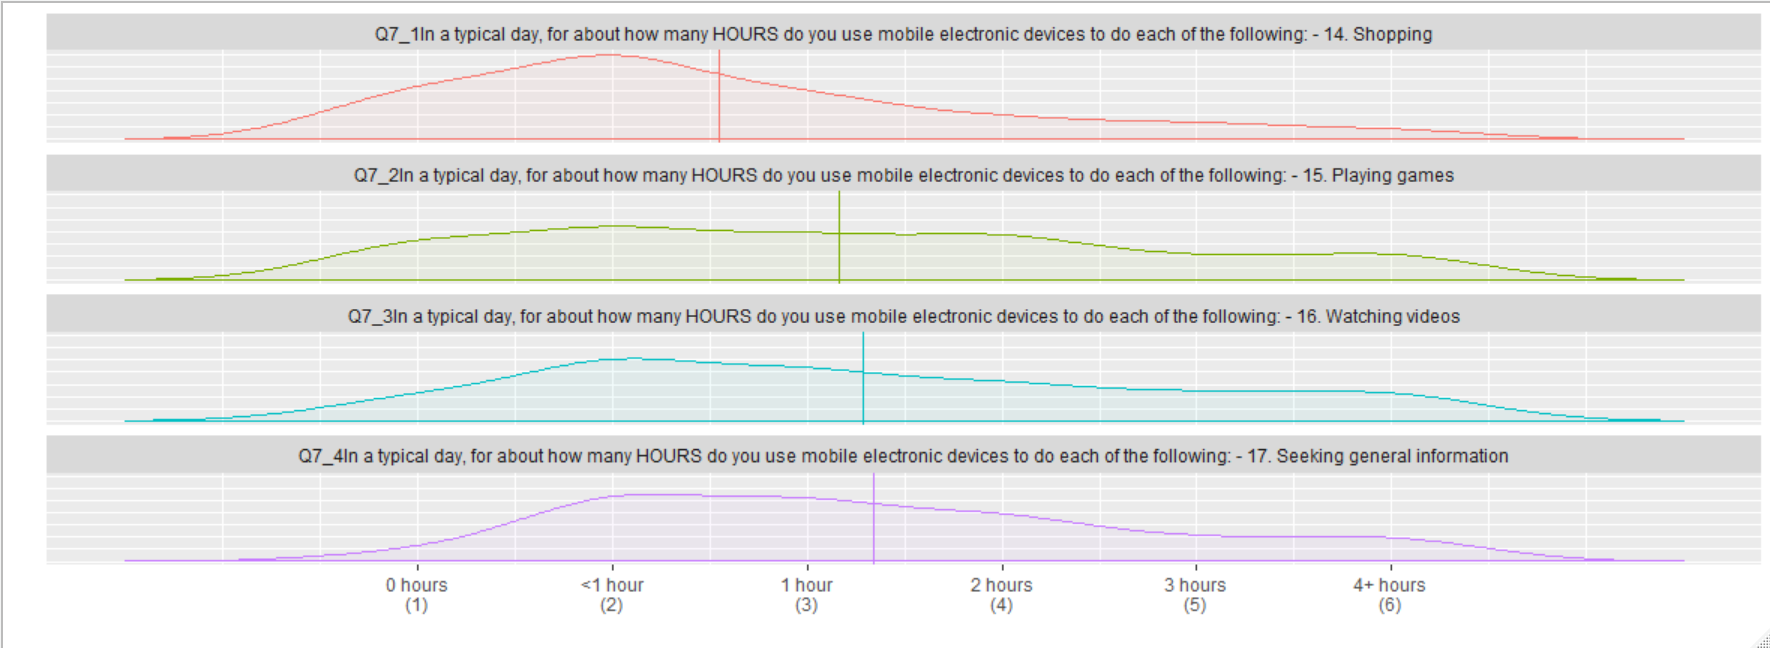 Q7_1In a typical day, for about how many HOURS do you use mobile electronic devices to do each of the following: - 14. Shopping
Q7_2In a typical day, for about how many HOURS do you use mobile electronic devices to do each of the following: - 15. Playing games
Q7_3In a typical day, for about how many HOURS do you use mobile electronic devices to do each of the following: - 16. Watching videos
Q7_4In a typical day, for about how many HOURS do you use mobile electronic devices to do each of the following: - 17. Seeking general information
0 hours <1 hour 1 hour 2 hours 3 hours 4+ hours
(1) (2) (3) (4) (5) (6)